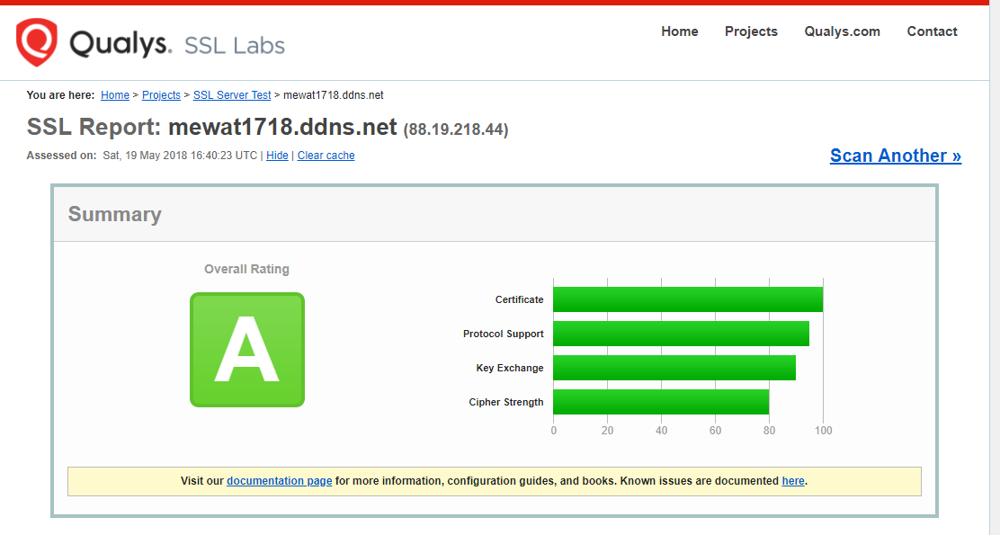 Qualys. SSL Labs
Home Projects Qualys.com Contact
You are here: Home > Projects > SSL Server Test > mewat1718.ddns.net
SSL Report: mewat1718.ddns.net (88.19.218.44)
Assessed on: Sat, 19 May 2018 16:40:23 UTC | Hide | Clear cache
Scan Another »
Summary
Overall Rating
A
Certificate
Protocol Support
Key Exchange
Cipher Strength
0 20 40 60 80 100
Visit our documentation page for more information, configuration guides, and books. Known issues are documented here.